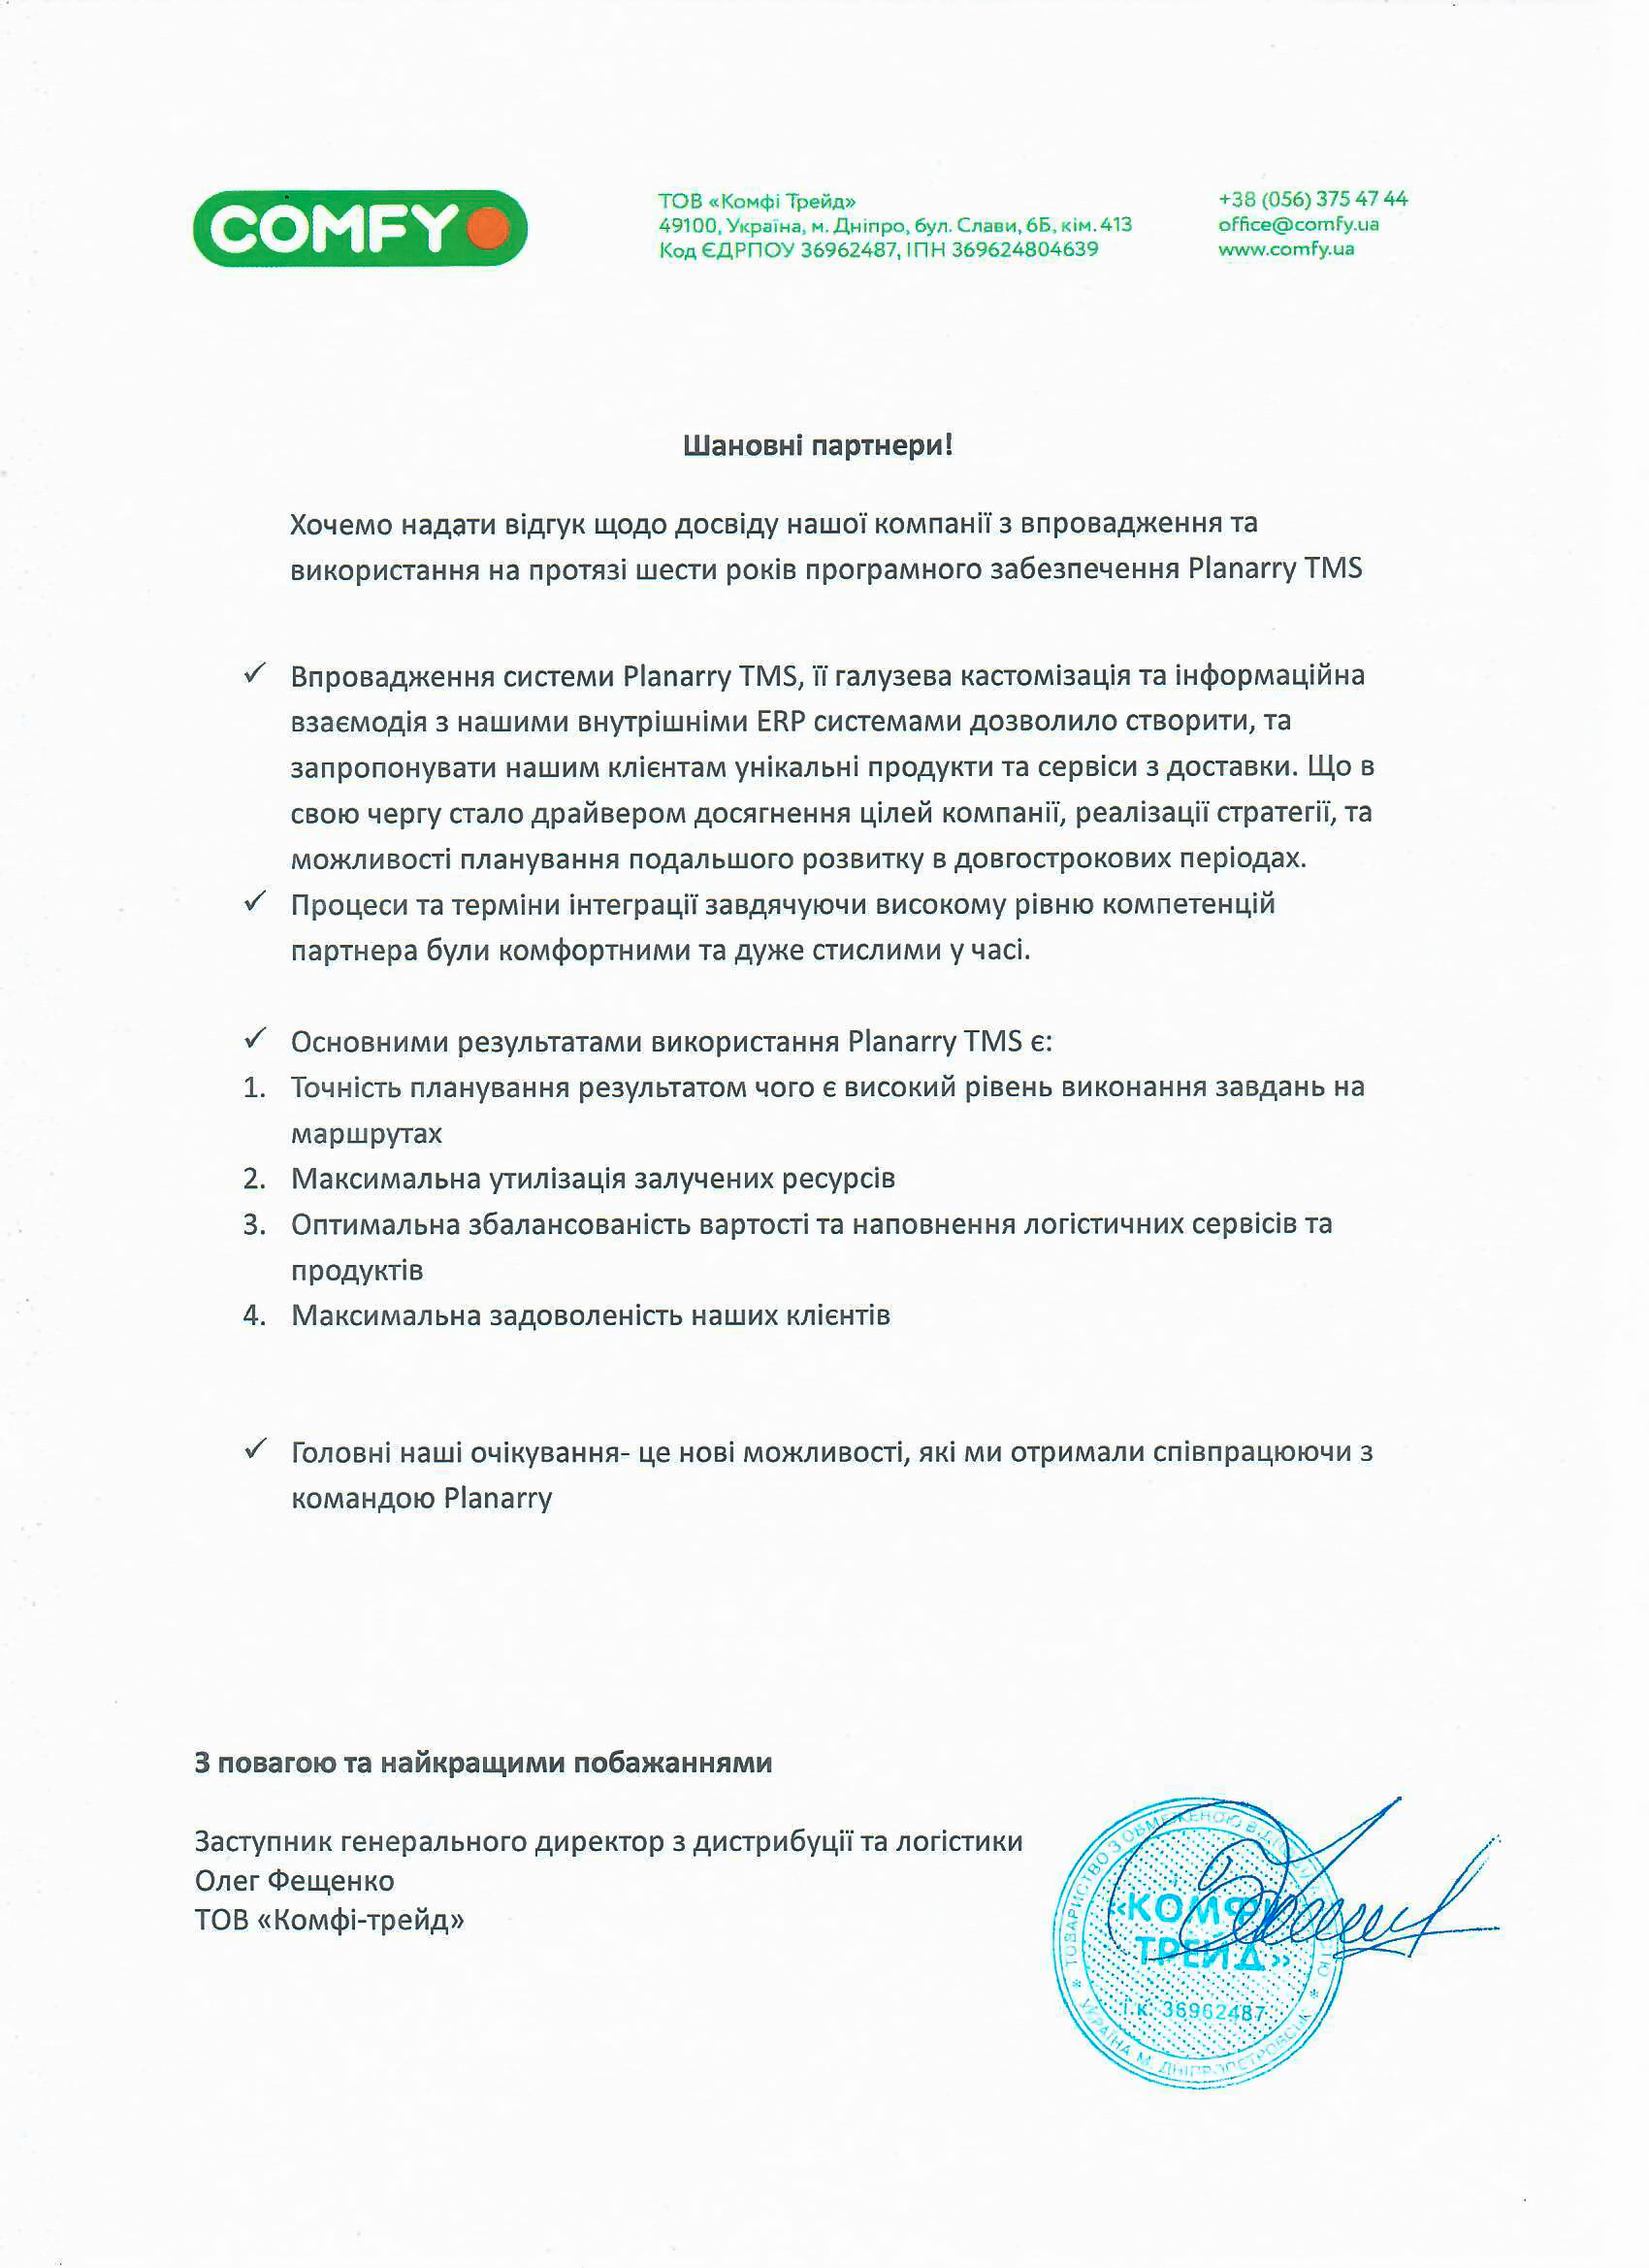 COMFY
ТОВ «Комфі Трейд»
49100, Україна, м. Дніпро, бул. Слави, 6Б, кім. 413
Код ЄДРПОУ 36962487, ІПН 369624804639
+38 (056) 375 47 44
office@comfy.ua
www.comfy.ua
Шановні партнери!
Хочемо надати відгук щодо досвіду нашої компанії з впровадження та
використання на протязі шести років програмного забезпечення Planarry TMS
✓ Впровадження системи Planarry TMS, її галузева кастомізація та інформаційна
взаємодія з нашими внутрішніми ERP системами дозволило створити, та
запропонувати нашим клієнтам унікальні продукти та сервіси з доставки. Що в
свою чергу стало драйвером досягнення цілей компанії, реалізації стратегії, та
можливості планування подальшого розвитку в довгострокових періодах.
✓ Процеси та терміни інтеграції завдячуючи високому рівню компетенцій
партнера були комфортними та дуже стислими у часі.
✓ Основними результатами використання Planarry TMS є:
1. Точність планування результатом чого є високий рівень виконання завдань на
маршрутах
2. Максимальна утилізація залучених ресурсів
3. Оптимальна збалансованість вартості та наповнення логістичних сервісів та
продуктів
4. Максимальна задоволеність наших клієнтів
✓ Головні наші очікування- це нові можливості, які ми отримали співпрацюючи з
командою Planarry
З повагою та найкращими побажаннями
Заступник генерального директор з дистрибуції та логістики
Олег Фещенко
ТОВ «Комфі-трейд»
ТОВАРИСТВО З ОБМЕЖЕНОЮ
«КОМФІ
ТРЕЙД»
і.к. 36962487
УКРАЇНА М. ДНІПРОПЕТРОВСЬК